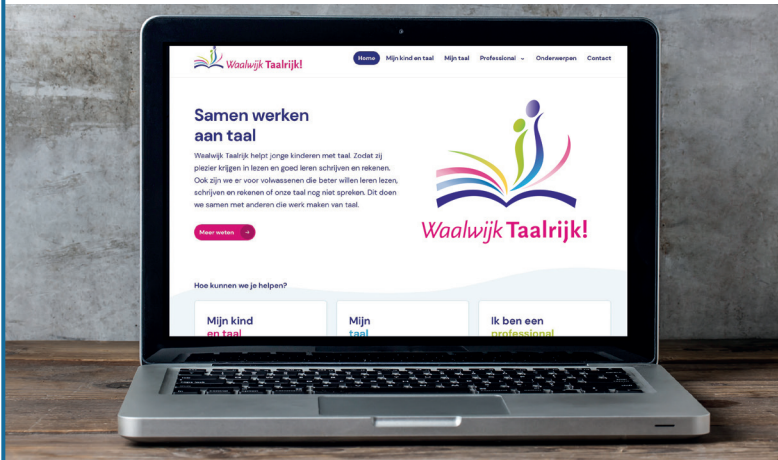 Waalwijk Taalrijk!
Home Mijn kind en taal Mijn taal Professional Onderwerpen Contact
Samen werken
aan taal
Waalwijk Taalrijk helpt jonge kinderen met taal. Zodat zij
plezier krijgen in lezen en goed leren schrijven en rekenen.
Ook zijn we er voor volwassenen die beter willen leren lezen,
schrijven en rekenen of onze taal nog niet spreken. Dit doen
we samen met anderen die werk maken van taal.
Meer weten
Waalwijk Taalrijk!
Hoe kunnen we je helpen?
Mijn kind
en taal
Mijn
taal
Ik ben een
professional